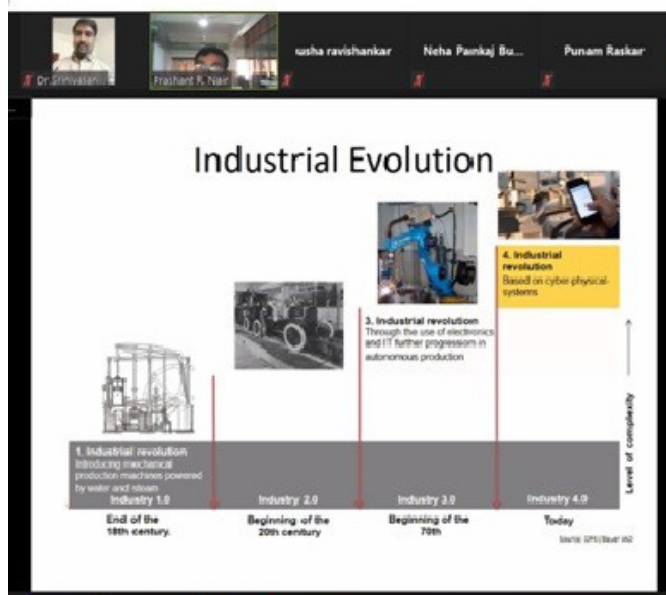 Dr.Srinivasan...
Prashant R Nair
nusha ravishankar
Neha Painkaj Bu...
Punam Raskar
Industrial Evolution
4. Industrial
revolution
Based on cyber-physical-
systems
3. Industrial revolution
Through the use of electronics
and IT further progression in
autonomous production
1. Industrial revolution
Introducing mechanical
production machines powered
by water and steam
Level of complexity
Industry 1.0
Industry 2.0
Industry 3.0
Industry 4.0
End of the
18th century.
Beginning of the
20th century
Beginning of the
70th
Today
Source: